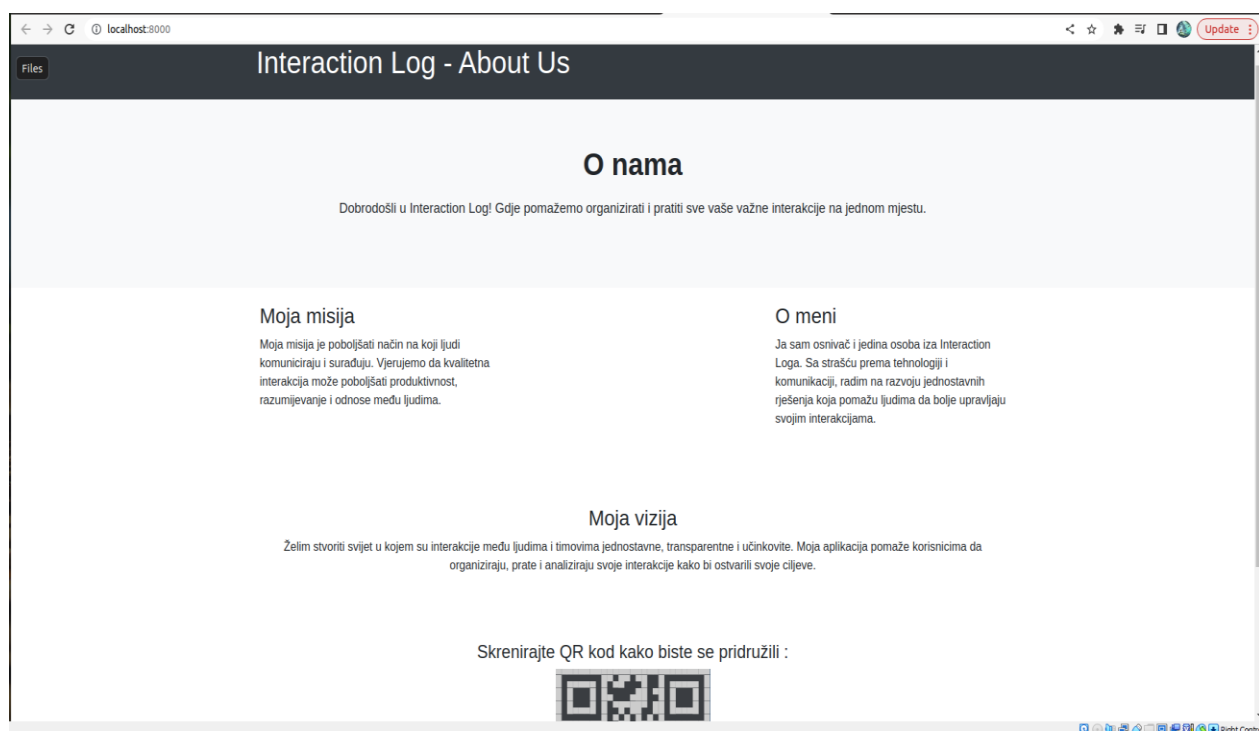 localhost:8000
Update
Files
Interaction Log - About Us
O nama
Dobrodošli u Interaction Log! Gdje pomažemo organizirati i pratiti sve vaše važne interakcije na jednom mjestu.
Moja misija
Moja misija je poboljšati način na koji ljudi
komuniciraju i surađuju. Vjerujemo da kvalitetna
interakcija može poboljšati produktivnost,
razumijevanje i odnose među ljudima.
O meni
Ja sam osnivač i jedina osoba iza Interaction
Loga. Sa strašću prema tehnologiji i
komunikaciji, radim na razvoju jednostavnih
rješenja koja pomažu ljudima da bolje upravljaju
svojim interakcijama.
Moja vizija
Želim stvoriti svijet u kojem su interakcije među ljudima i timovima jednostavne, transparentne i učinkovite. Moja aplikacija pomaže korisnicima da
organiziraju, prate i analiziraju svoje interakcije kako bi ostvarili svoje ciljeve.
Skrenirajte QR kod kako biste se pridružili :
Right